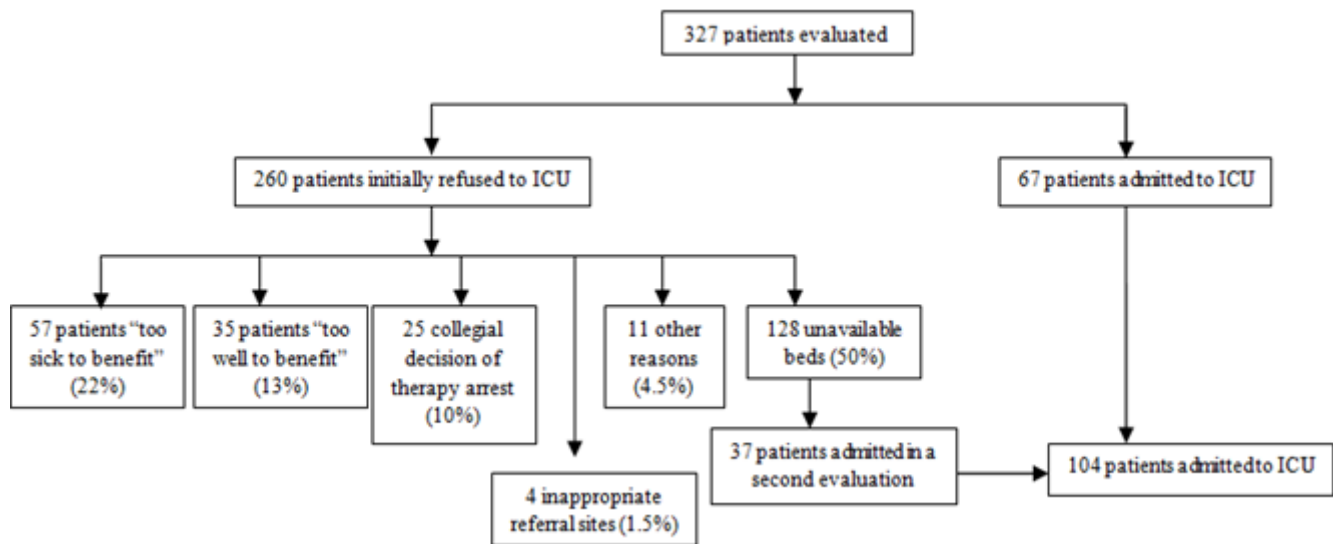 327 patients evaluated
260 patients initially refused to ICU
67 patients admitted to ICU
57 patients “too
sick to benefit”
(22%)
35 patients “too
well to benefit”
(13%)
25 collegial
decision of
therapy arrest
(10%)
11 other
reasons
(4.5%)
128 unavailable
beds (50%)
37 patients admitted in a
second evaluation
104 patients admitted to ICU
4 inappropriate
referral sites (1.5%)